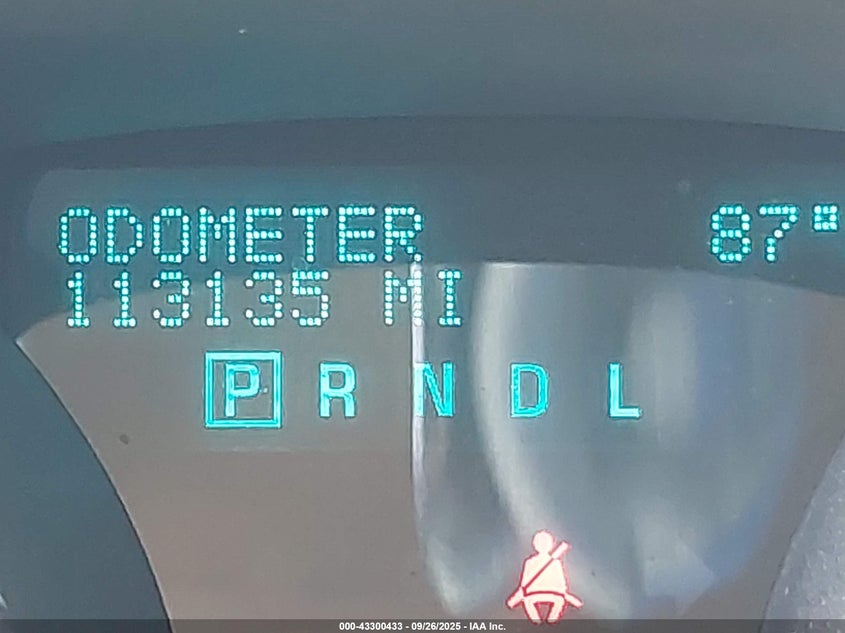 ODOMETER 87°
113135 MI
P R N D L
000-43300433 - 09/26/2025 - IAA Inc.